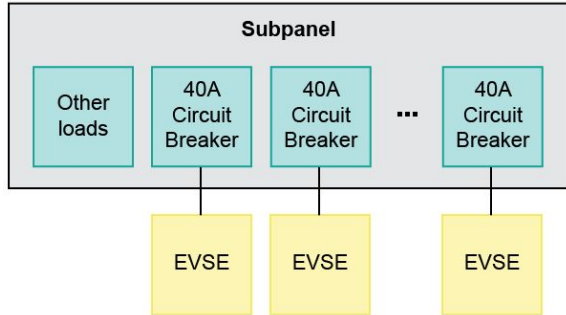 Subpanel
Other
loads
40A
Circuit
Breaker
40A
Circuit
Breaker
...
40A
Circuit
Breaker
EVSE
EVSE
EVSE